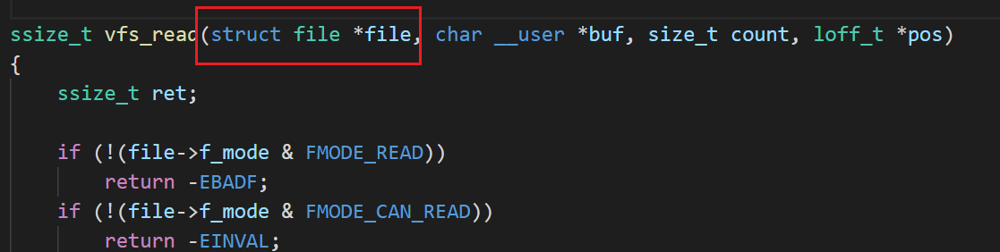 ssize_t vfs_read(struct file *file, char __user *buf, size_t count, loff_t *pos)
{
ssize_t ret;
if (!(file->f_mode & FMODE_READ))
return -EBADF;
if (!(file->f_mode & FMODE_CAN_READ))
return -EINVAL;